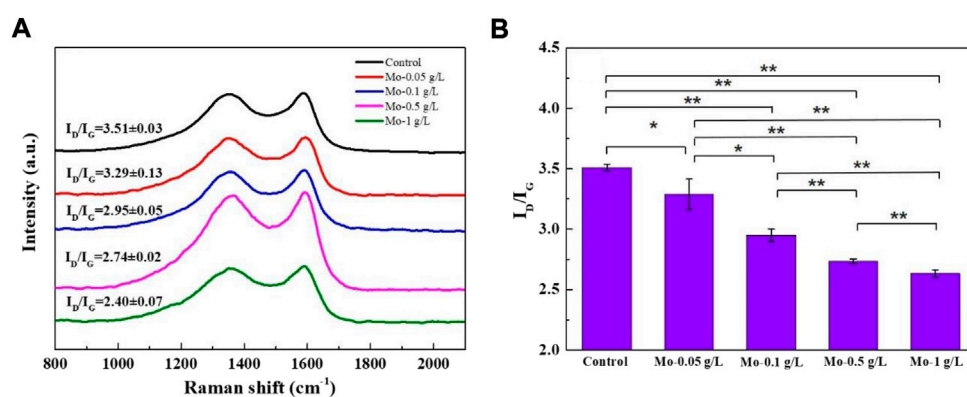 A
Intensity (a.u.)
Control
Mo-0.05 g/L
Mo-0.1 g/L
Mo-0.5 g/L
Mo-1 g/L
I_D/I_G=3.51±0.03
I_D/I_G=3.29±0.13
I_D/I_G=2.95±0.05
I_D/I_G=2.74±0.02
I_D/I_G=2.40±0.07
800 1000 1200 1400 1600 1800 2000
Raman shift (cm⁻¹)
B
I_D/I_G
4.5
4.0
3.5
3.0
2.5
2.0
**
**
**
**
*
**
*
**
**
**
Control Mo-0.05 g/L Mo-0.1 g/L Mo-0.5 g/L Mo-1 g/L